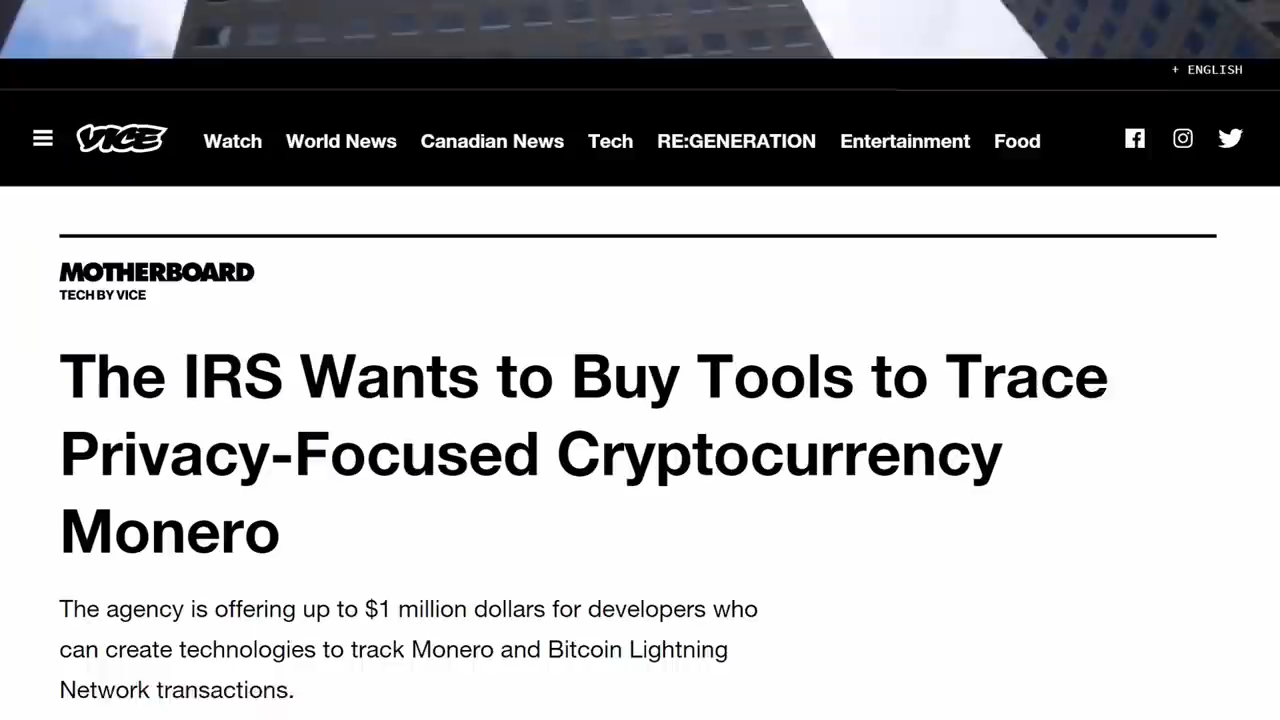 + ENGLISH
VICE Watch World News Canadian News Tech RE:GENERATION Entertainment Food
MOTHERBOARD
TECH BY VICE
The IRS Wants to Buy Tools to Trace
Privacy-Focused Cryptocurrency
Monero
The agency is offering up to $1 million dollars for developers who
can create technologies to track Monero and Bitcoin Lightning
Network transactions.